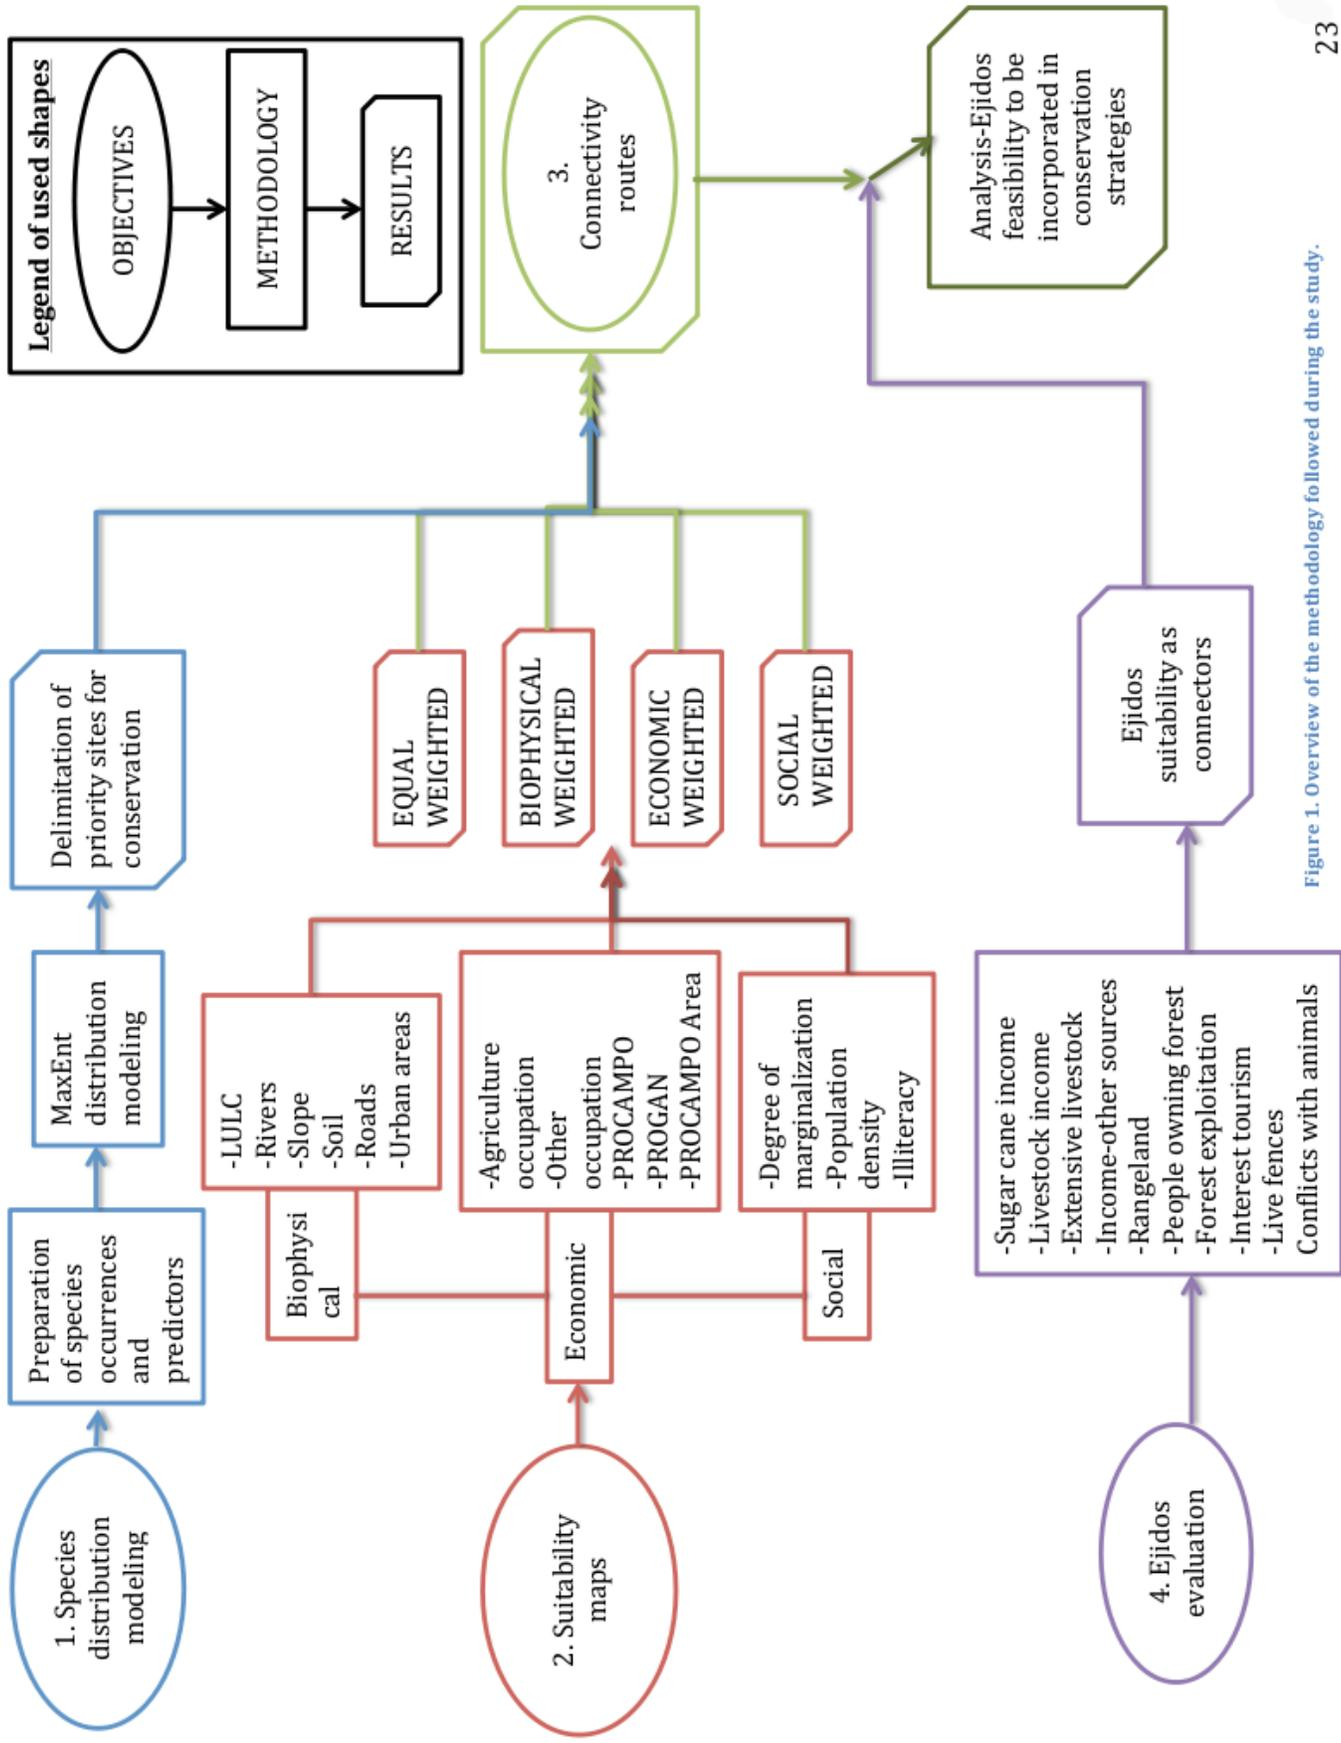 Legend of used shapes
OBJECTIVES
METHODOLOGY
RESULTS
1. Species
distribution
modeling
Preparation
of species
occurrences
and
predictors
MaxEnt
distribution
modeling
Delimitation of
priority sites for
conservation
2. Suitability
maps
Biophysi
cal
Economic
Social
-LULC
-Rivers
-Slope
-Soil
-Roads
-Urban areas
-Agriculture
occupation
-Other
occupation
-PROCAMPO
-PROGAN
-PROCAMPO Area
-Degree of
marginalization
-Population
density
-Illiteracy
EQUAL
WEIGHTED
BIOPHYSICAL
WEIGHTED
ECONOMIC
WEIGHTED
SOCIAL
WEIGHTED
3.
Connectivity
routes
4. Ejidos
evaluation
-Sugar cane income
-Livestock income
-Extensive livestock
-Income-other sources
-Rangeland
-People owning forest
-Forest exploitation
-Interest tourism
-Live fences
Conflicts with animals
Ejidos
suitability as
connectors
Analysis-Ejidos
feasibility to be
incorporated in
conservation
strategies
Figure 1. Overview of the methodology followed during the study.
23